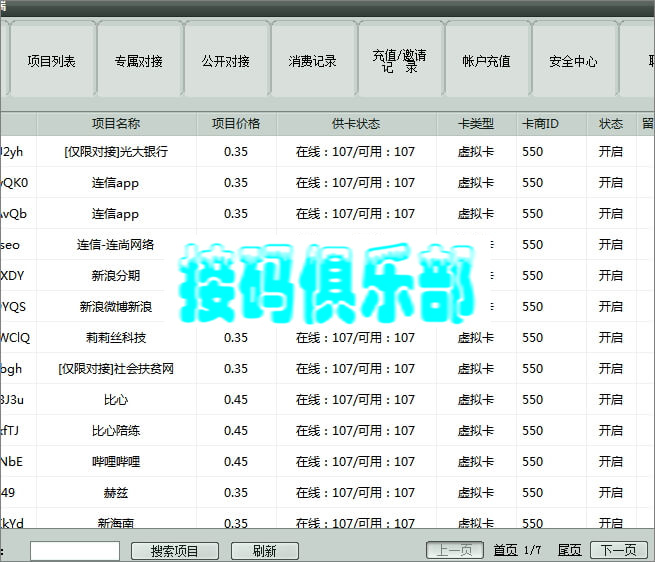 项目列表 专属对接 公开对接 消费记录 充值/邀请 帐户充值 安全中心
记 录
项目名称 项目价格 供卡状态 卡类型 卡商ID 状态 留
J2yh [仅限对接]光大银行 0.35 在线：107/可用：107 虚拟卡 550 开启
vQK0 连信app 0.35 在线：107/可用：107 虚拟卡 550 开启
AvQb 连信app 0.35 在线：107/可用：107 虚拟卡 550 开启
seo 连信-连尚网络 550 开启
XDY 新浪分期 550 开启
接码俱乐部
YQS 新浪微博新浪 550 开启
WClQ 莉莉丝科技 0.35 在线：107/可用：107 虚拟卡 550 开启
bgh [仅限对接]社会扶贫网 0.35 在线：107/可用：107 虚拟卡 550 开启
BJ3u 比心 0.45 在线：107/可用：107 虚拟卡 550 开启
xfTJ 比心陪练 0.45 在线：107/可用：107 虚拟卡 550 开启
NbE 哔哩哔哩 0.45 在线：107/可用：107 虚拟卡 550 开启
49 赫兹 0.35 在线：107/可用：107 虚拟卡 550 开启
kYd 新海南 0.35 在线：107/可用：107 虚拟卡 550 开启
： 搜索项目 刷新 上一页 首页 1/7 尾页 下一页